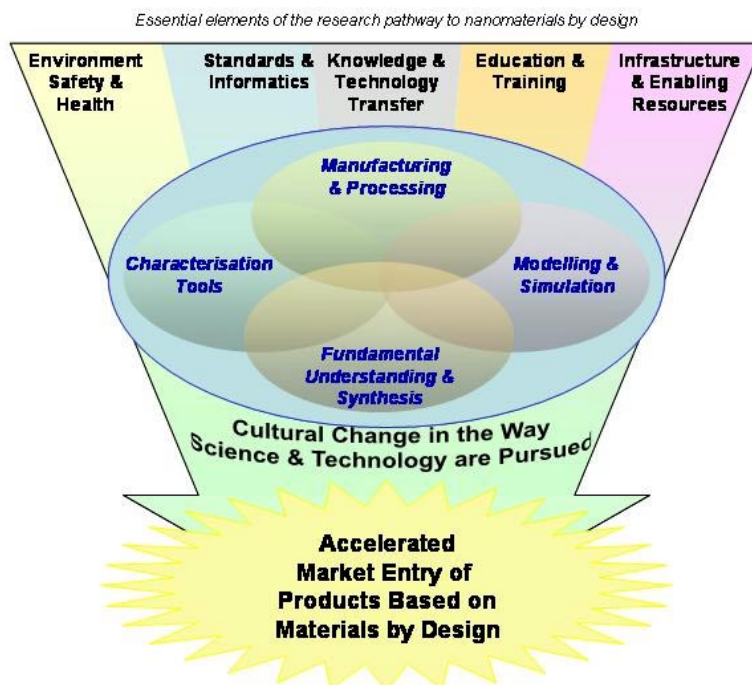 Essential elements of the research pathway to nanomaterials by design
Environment
Safety &
Health
Standards &
Informatics
Knowledge &
Technology
Transfer
Education &
Training
Infrastructure
& Enabling
Resources
Manufacturing
& Processing
Characterisation
Tools
Modelling &
Simulation
Fundamental
Understanding &
Synthesis
Cultural Change in the Way
Science & Technology are Pursued
Accelerated
Market Entry of
Products Based on
Materials by Design